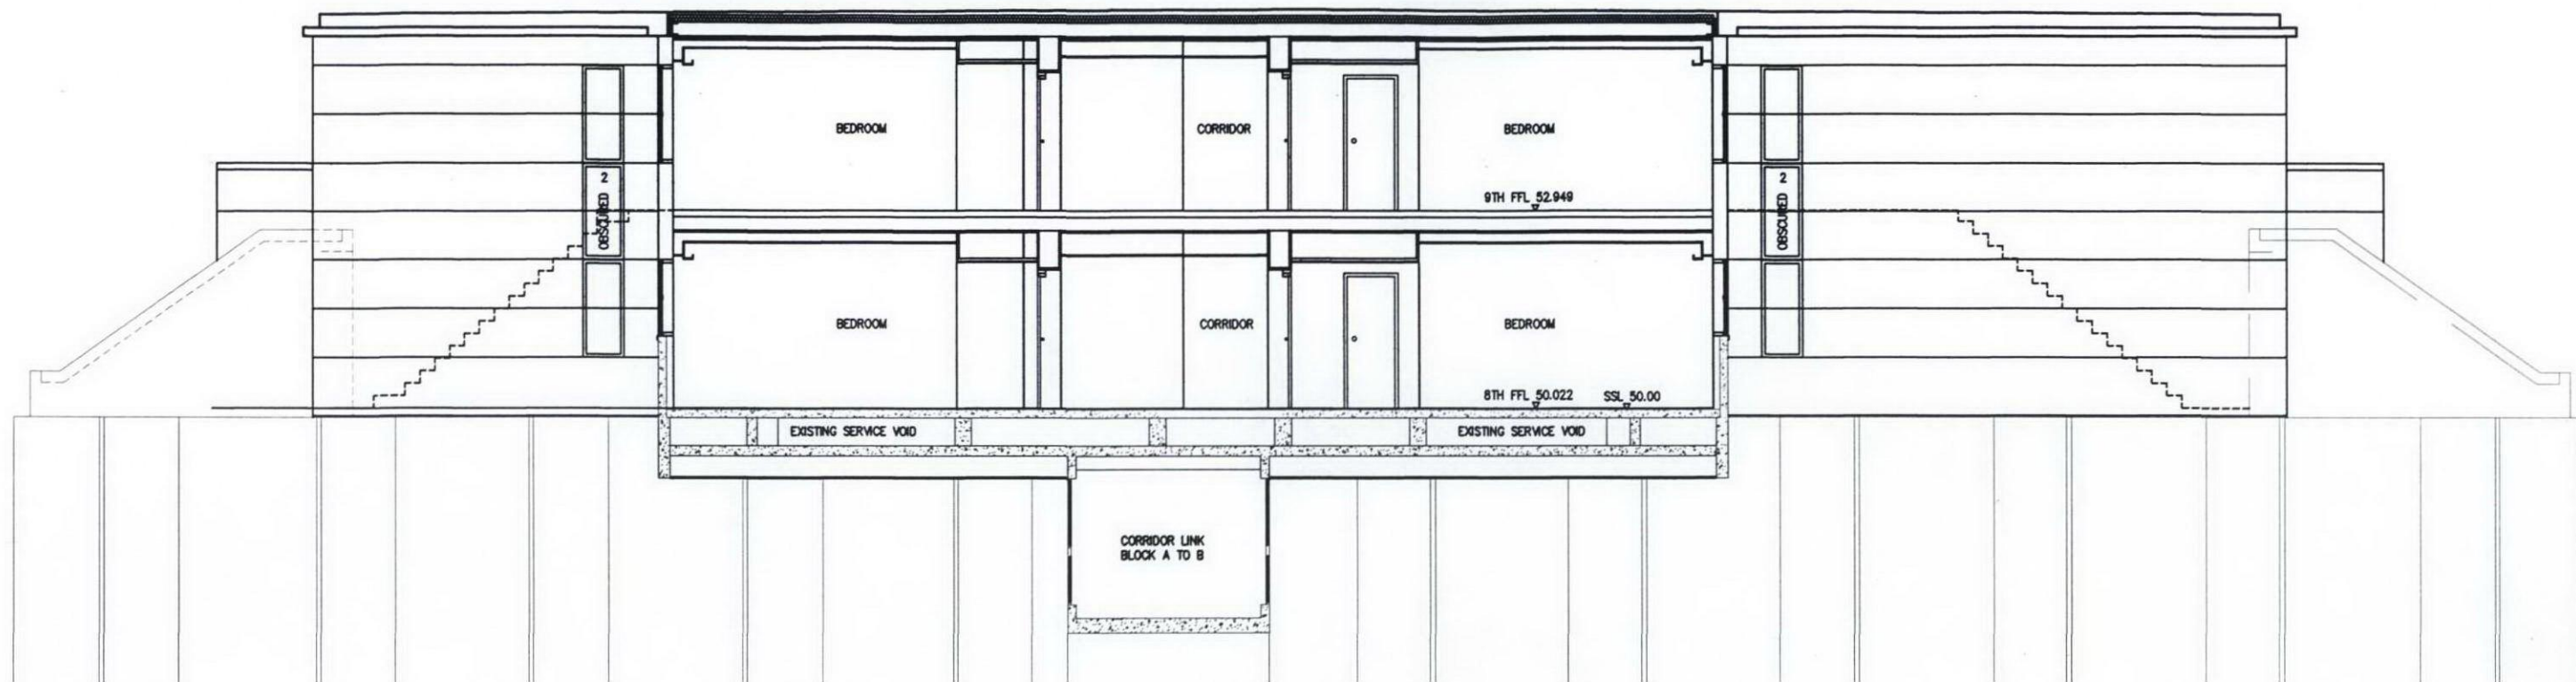 BEDROOM
CORRIDOR
BEDROOM
2
OBSCURED
2
OBSCURED
9TH FFL 52.949
BEDROOM
CORRIDOR
BEDROOM
8TH FFL 50.022
SSL 50.00
EXISTING SERVICE VOID
EXISTING SERVICE VOID
CORRIDOR LINK
BLOCK A TO B